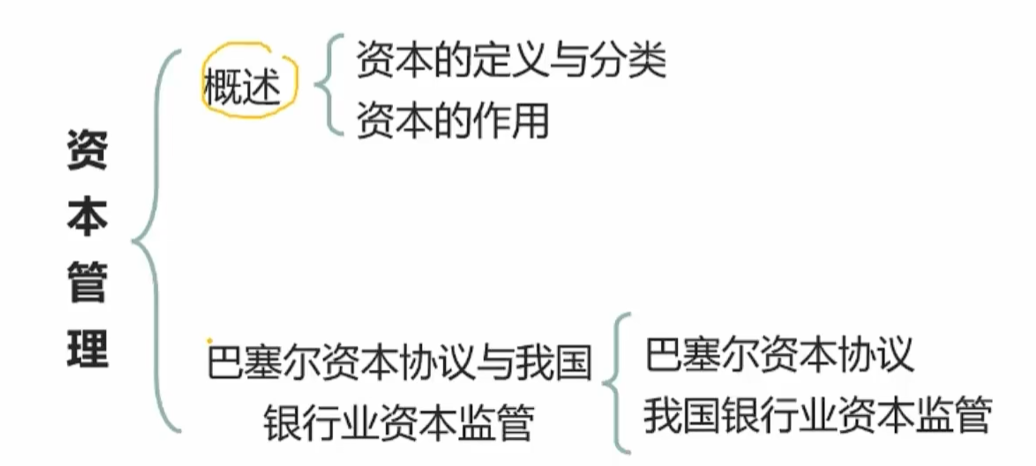 资本管理
概述
资本的定义与分类
资本的作用
巴塞尔资本协议与我国
银行业资本监管
巴塞尔资本协议
我国银行业资本监管